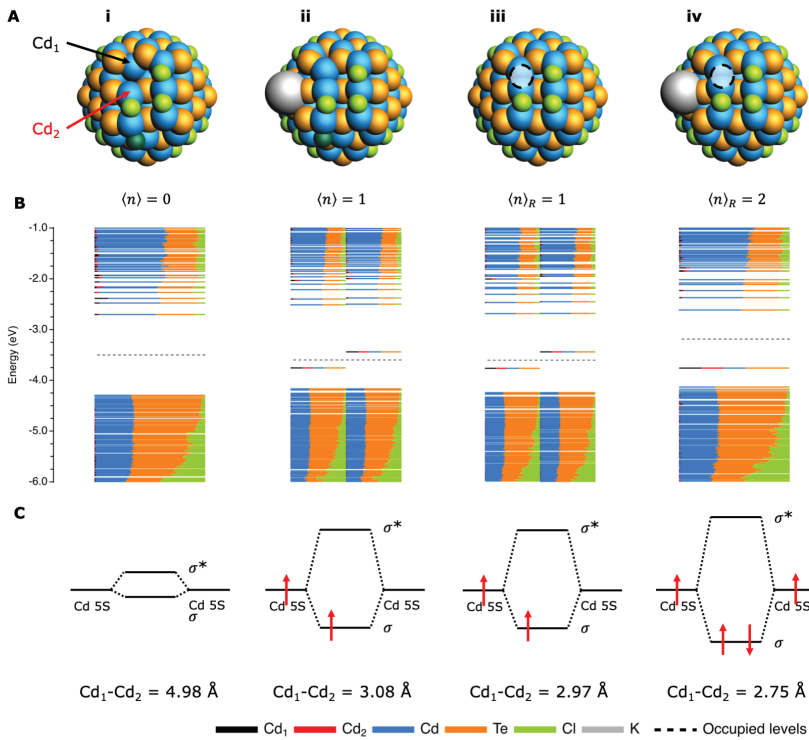 A i ii iii iv
Cd₁
Cd₂
⟨n⟩ = 0 ⟨n⟩ = 1 ⟨n⟩R = 1 ⟨n⟩R = 2
B
Energy (eV)
-1.0
-2.0
-3.0
-4.0
-5.0
-6.0
C
σ* σ* σ* σ*
Cd 5S Cd 5S Cd 5S Cd 5S Cd 5S Cd 5S Cd 5S Cd 5S
σ σ σ σ
Cd₁-Cd₂ = 4.98 Å Cd₁-Cd₂ = 3.08 Å Cd₁-Cd₂ = 2.97 Å Cd₁-Cd₂ = 2.75 Å
Cd₁ Cd₂ Cd Te Cl K Occupied levels